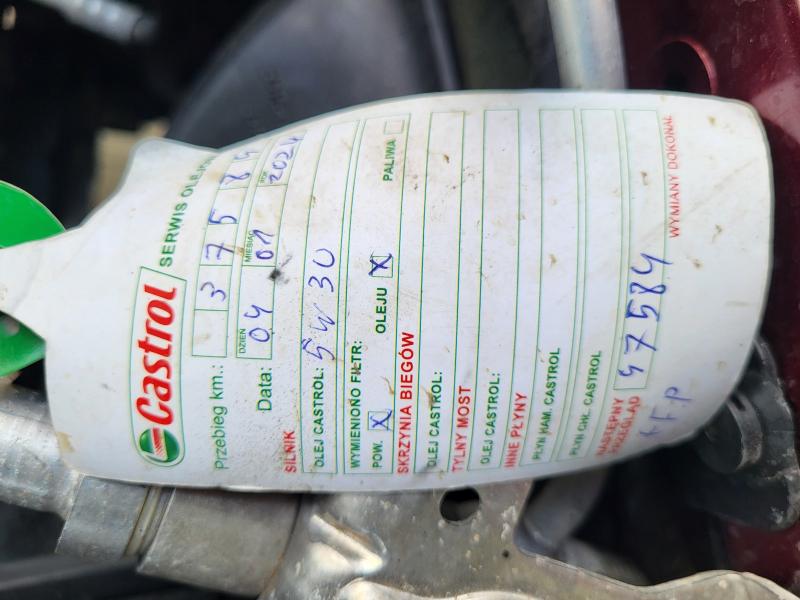 Castrol SERWIS
Przebieg km.: 3 7 5 8 4
DZIEŃ MIESIĄC ROK
Data: 04 01 2024
SILNIK
OLEJ CASTROL: 5W30
WYMIENIONO FILTR:
POW. X OLEJU X PALIWA
SKRZYNIA BIEGÓW
OLEJ CASTROL:
TYLNY MOST
OLEJ CASTROL:
INNE PŁYNY
PŁYN HAM. CASTROL
PŁYN CHŁ. CASTROL
NASTĘPNY
PRZEGLĄD 47584
WYMIANY DOKONAŁ